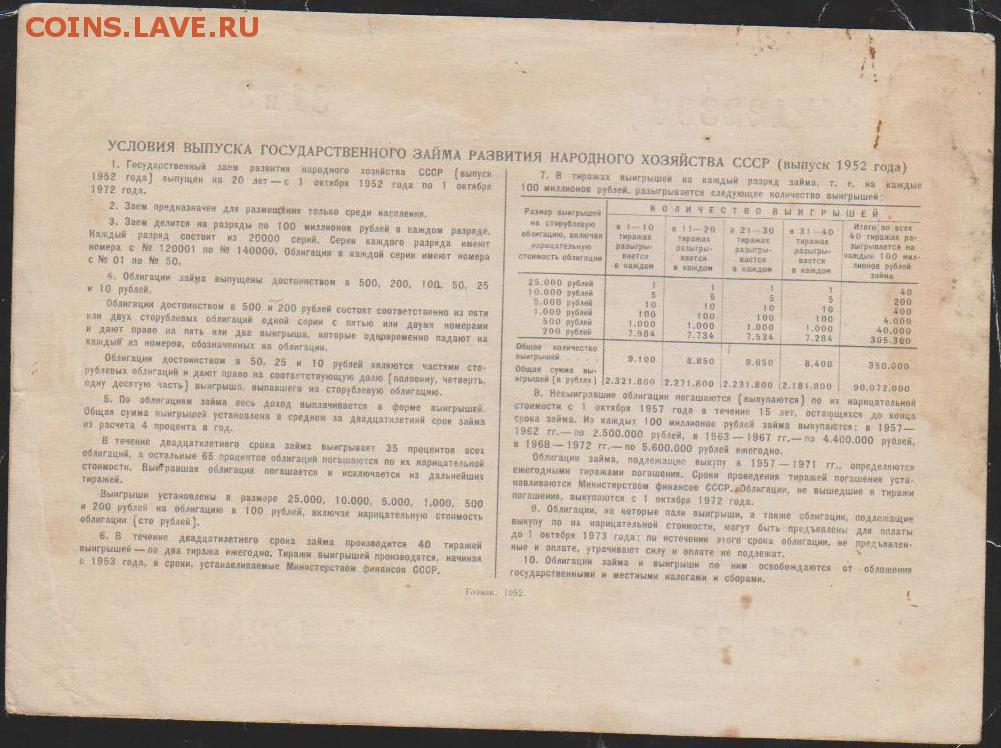 COINS.LAVE.RU
УСЛОВИЯ ВЫПУСКА ГОСУДАРСТВЕННОГО ЗАЙМА РАЗВИТИЯ НАРОДНОГО ХОЗЯЙСТВА СССР (выпуск 1952 года)
1. Государственный заем развития народного хозяйства СССР (выпуск
1952 года) выпущен на 20 лет—с 1 октября 1952 года по 1 октября
1972 года.
2. Заем предназначен для размещения только среди населения.
3. Заем делится на разряды по 100 миллионов рублей в каждом разряде.
Каждый разряд состоит из 20000 серий. Серии каждого разряда имеют
номера с № 120001 по № 140000. Облигации в каждой серии имеют номера
с № 01 по № 50.
4. Облигации займа выпущены достоинством в 500, 200, 100, 50, 25
и 10 рублей.
Облигации достоинством в 500 и 200 рублей состоят соответственно из пяти
или двух сторублевых облигаций одной серии с пятью или двумя номерами
и дают право на пять или два выигрыша, которые одновременно падают на
каждый из номеров, обозначенных на облигации.
Облигации достоинством в 50, 25 и 10 рублей являются частями сто-
рублевых облигаций и дают право на соответствующую долю (половину, четверть,
одну десятую часть) выигрыша, выпавшего на сторублевую облигацию.
5. По облигациям займа весь доход выплачивается в форме выигрышей.
Общая сумма выигрышей установлена в среднем за двадцатилетний срок займа
из расчета 4 процента в год.
В течение двадцатилетнего срока займа выигрывает 35 процентов всех
облигаций, а остальные 65 процентов облигаций погашаются по их нарицательной
стоимости. Выигравшая облигация погашается и исключается из дальнейших
тиражей.
Выигрыши установлены в размере 25.000, 10.000, 5.000, 1.000, 500
и 200 рублей на облигацию в 100 рублей, включая нарицательную стоимость
облигации (сто рублей).
6. В течение двадцатилетнего срока займа производится 40 тиражей
выигрышей—по два тиража ежегодно. Тиражи выигрышей производятся, начиная
с 1953 года, в сроки, устанавливаемые Министерством финансов СССР.
7. В тиражах выигрышей на каждый разряд займа, т. е. на каждые
100 миллионов рублей, разыгрывается следующее количество выигрышей:
Размер выигрышей
на сторублевую
облигацию, включая
нарицательную
стоимость облигации
КОЛИЧЕСТВО ВЫИГРЫШЕЙ
в 1—10
тиражах
разыгры-
вается
в каждом
в 11—20
тиражах
разыгры-
вается
в каждом
в 21—30
тиражах
разыгры-
вается
в каждом
в 31—40
тиражах
разыгры-
вается
в каждом
Итого во всех
40 тиражах ра-
зыгрывается на
каждые 100 мил-
лионов рублей
займа
25.000 рублей 1 1 1 1 40
10.000 рублей 5 5 5 5 200
5.000 рублей 10 10 10 10 400
1.000 рублей 100 100 100 100 4.000
500 рублей 1.000 1.000 1.000 1.000 40.000
200 рублей 7.984 7.734 7.534 7.284 305.360
Общее количество
выигрышей . . . . 9.100 8.850 8.650 8.400 350.000
Общая сумма вы-
игрышей (в рублях) 2.321.800 2.271.800 2.231.800 2.181.800 90.072.000
8. Невыигравшие облигации погашаются (выкупаются) по их нарицательной
стоимости с 1 октября 1957 года в течение 15 лет, остающихся до конца
срока займа. Из каждых 100 миллионов рублей займа выкупаются: в 1957—
1962 гг.—по 2.500.000 рублей, в 1963—1967 гг.—по 4.400.000 рублей,
в 1968—1972 гг.—по 5.600.000 рублей ежегодно.
Облигации займа, подлежащие выкупу в 1957—1971 гг., определяются
ежегодными тиражами погашения. Сроки проведения тиражей погашения уста-
навливаются Министерством финансов СССР. Облигации, не вышедшие в тиражи
погашения, выкупаются с 1 октября 1972 года.
9. Облигации, на которые пали выигрыши, а также облигации, подлежащие
выкупу по их нарицательной стоимости, могут быть предъявлены для оплаты
до 1 октября 1973 года; по истечении этого срока облигации, не предъявлен-
ные к оплате, утрачивают силу и оплате не подлежат.
10. Облигации займа и выигрыши по ним освобождаются от обложения
государственными и местными налогами и сборами.
Гознак. 1952.